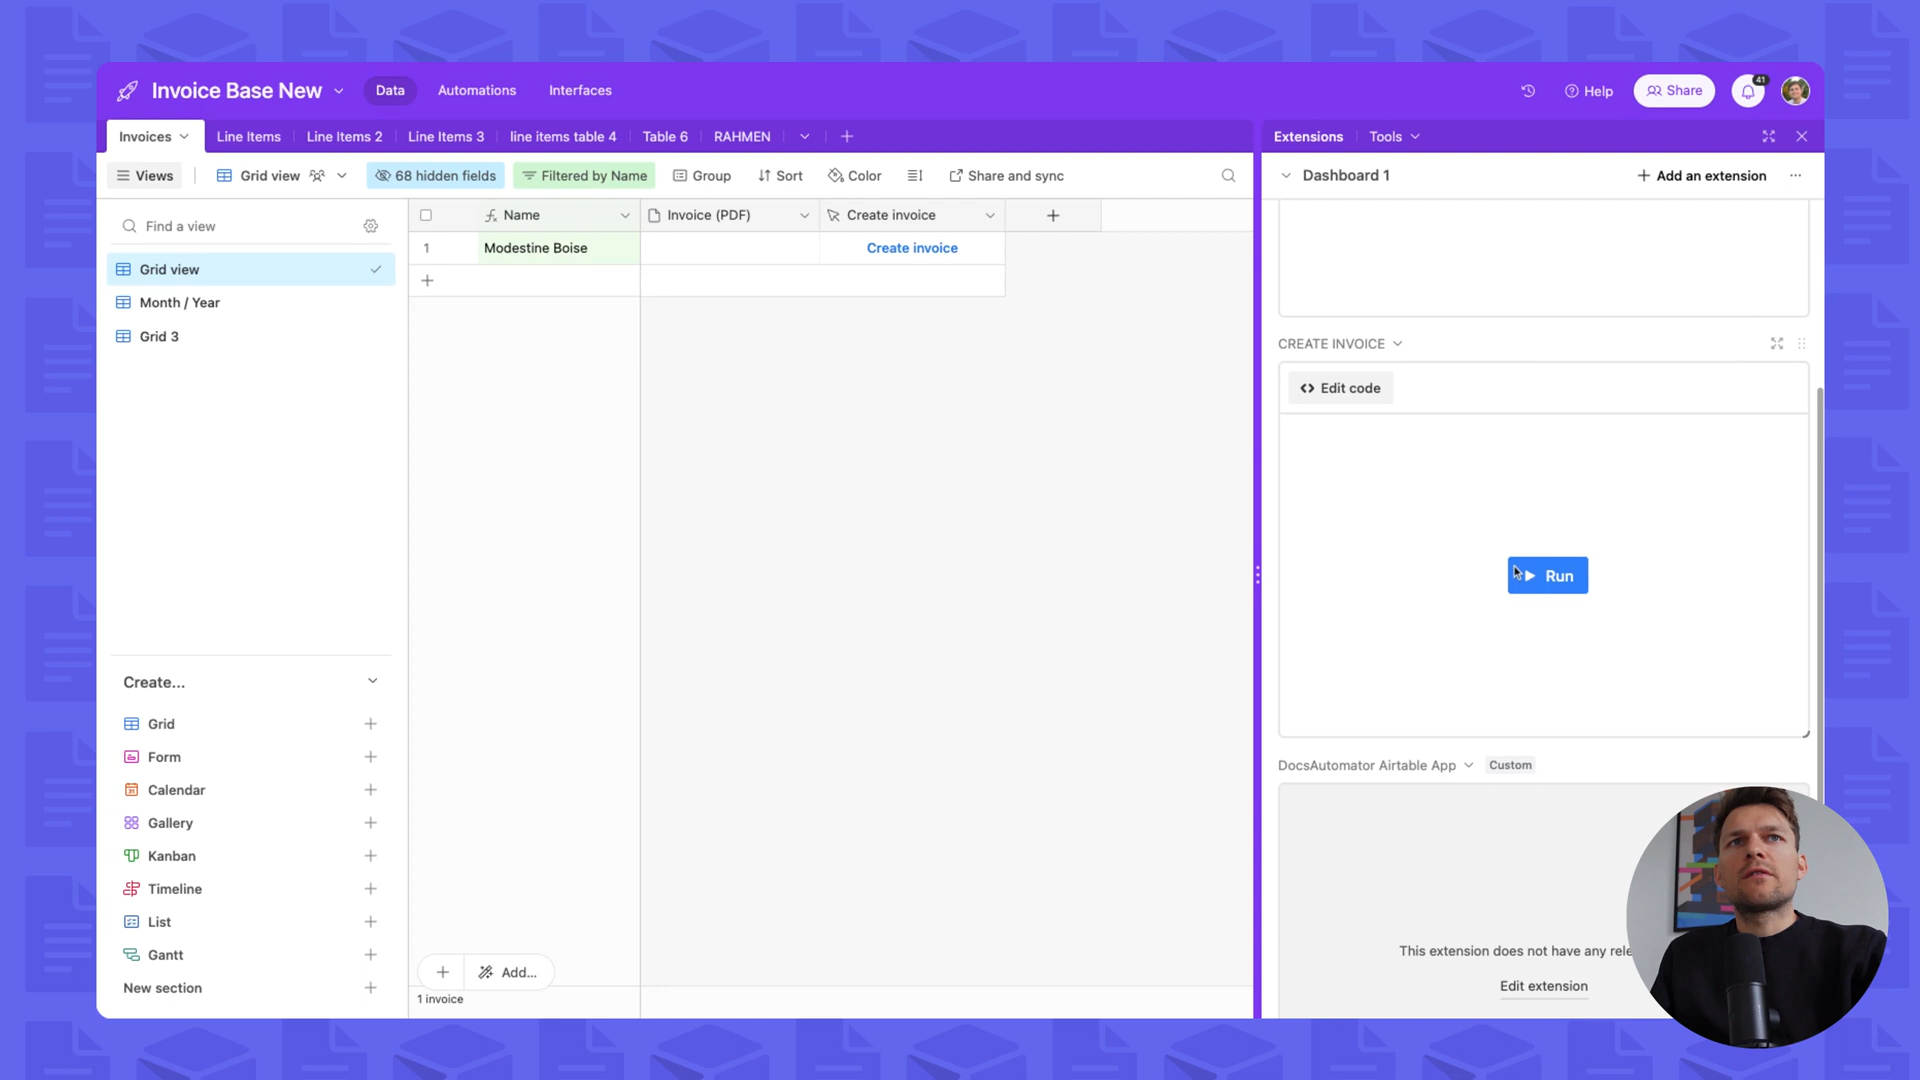 Invoice Base New
Data
Automations
Interfaces
Help
Share
41
Invoices
Line Items
Line Items 2
Line Items 3
line items table 4
Table 6
RAHMEN
Extensions
Tools
Views
Grid view
68 hidden fields
Filtered by Name
Group
Sort
Color
Share and sync
Dashboard 1
Add an extension
Find a view
Grid view
Month / Year
Grid 3
Name
Invoice (PDF)
Create invoice
1
Modestine Boise
Create invoice
CREATE INVOICE
Edit code
Run
DocsAutomator Airtable App
Custom
This extension does not have any rele
Edit extension
Create...
Grid
Form
Calendar
Gallery
Kanban
Timeline
List
Gantt
New section
Add...
1 invoice